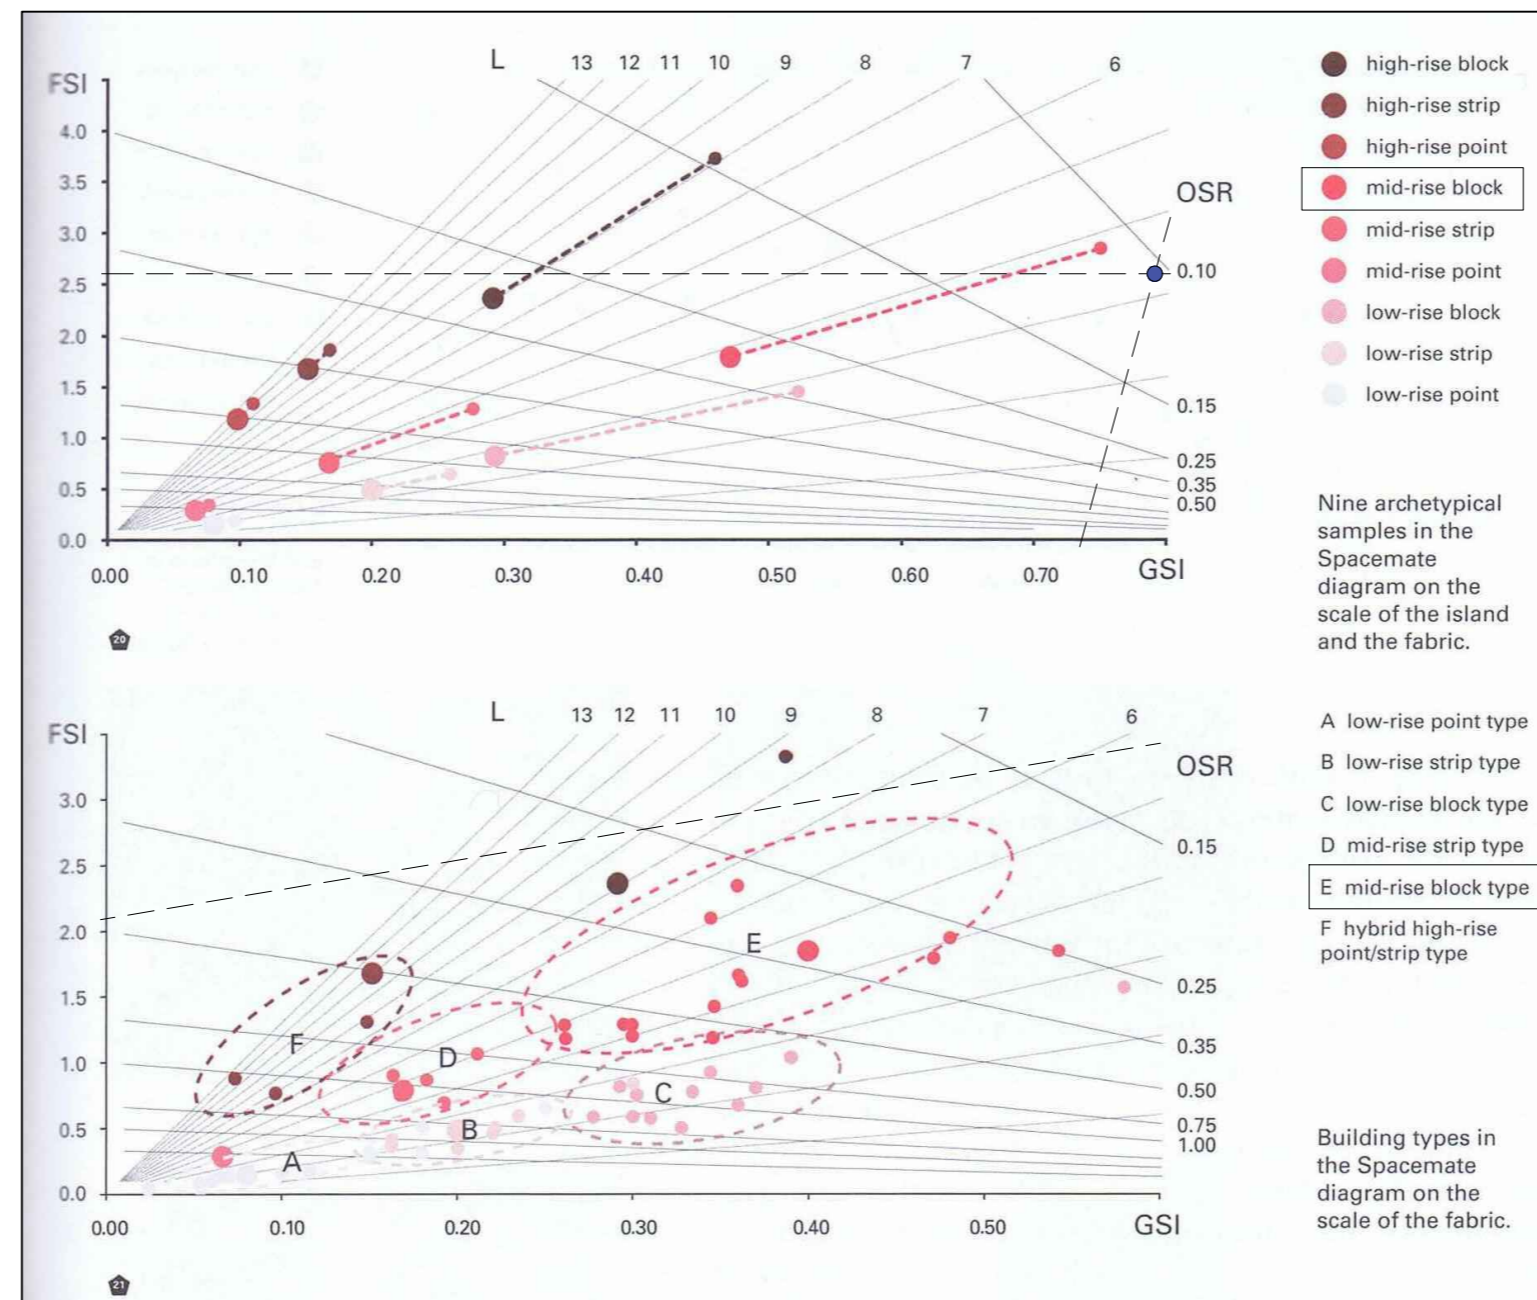 L 13 12 11 10 9 8 7 6
FSI
4.0
3.5
3.0
2.5
2.0
1.5
1.0
0.5
0.0
OSR
0.10
0.15
0.25
0.35
0.50
0.00 0.10 0.20 0.30 0.40 0.50 0.60 0.70 GSI
20
high-rise block
high-rise strip
high-rise point
mid-rise block
mid-rise strip
mid-rise point
low-rise block
low-rise strip
low-rise point
Nine archetypical
samples in the
Spacemate
diagram on the
scale of the island
and the fabric.
L 13 12 11 10 9 8 7 6
FSI
3.0
2.5
2.0
1.5
1.0
0.5
0.0
OSR
0.15
0.25
0.35
0.50
0.75
1.00
E
F
D
C
B
A
0.00 0.10 0.20 0.30 0.40 0.50 GSI
21
A low-rise point type
B low-rise strip type
C low-rise block type
D mid-rise strip type
E mid-rise block type
F hybrid high-rise
point/strip type
Building types in
the Spacemate
diagram on the
scale of the fabric.